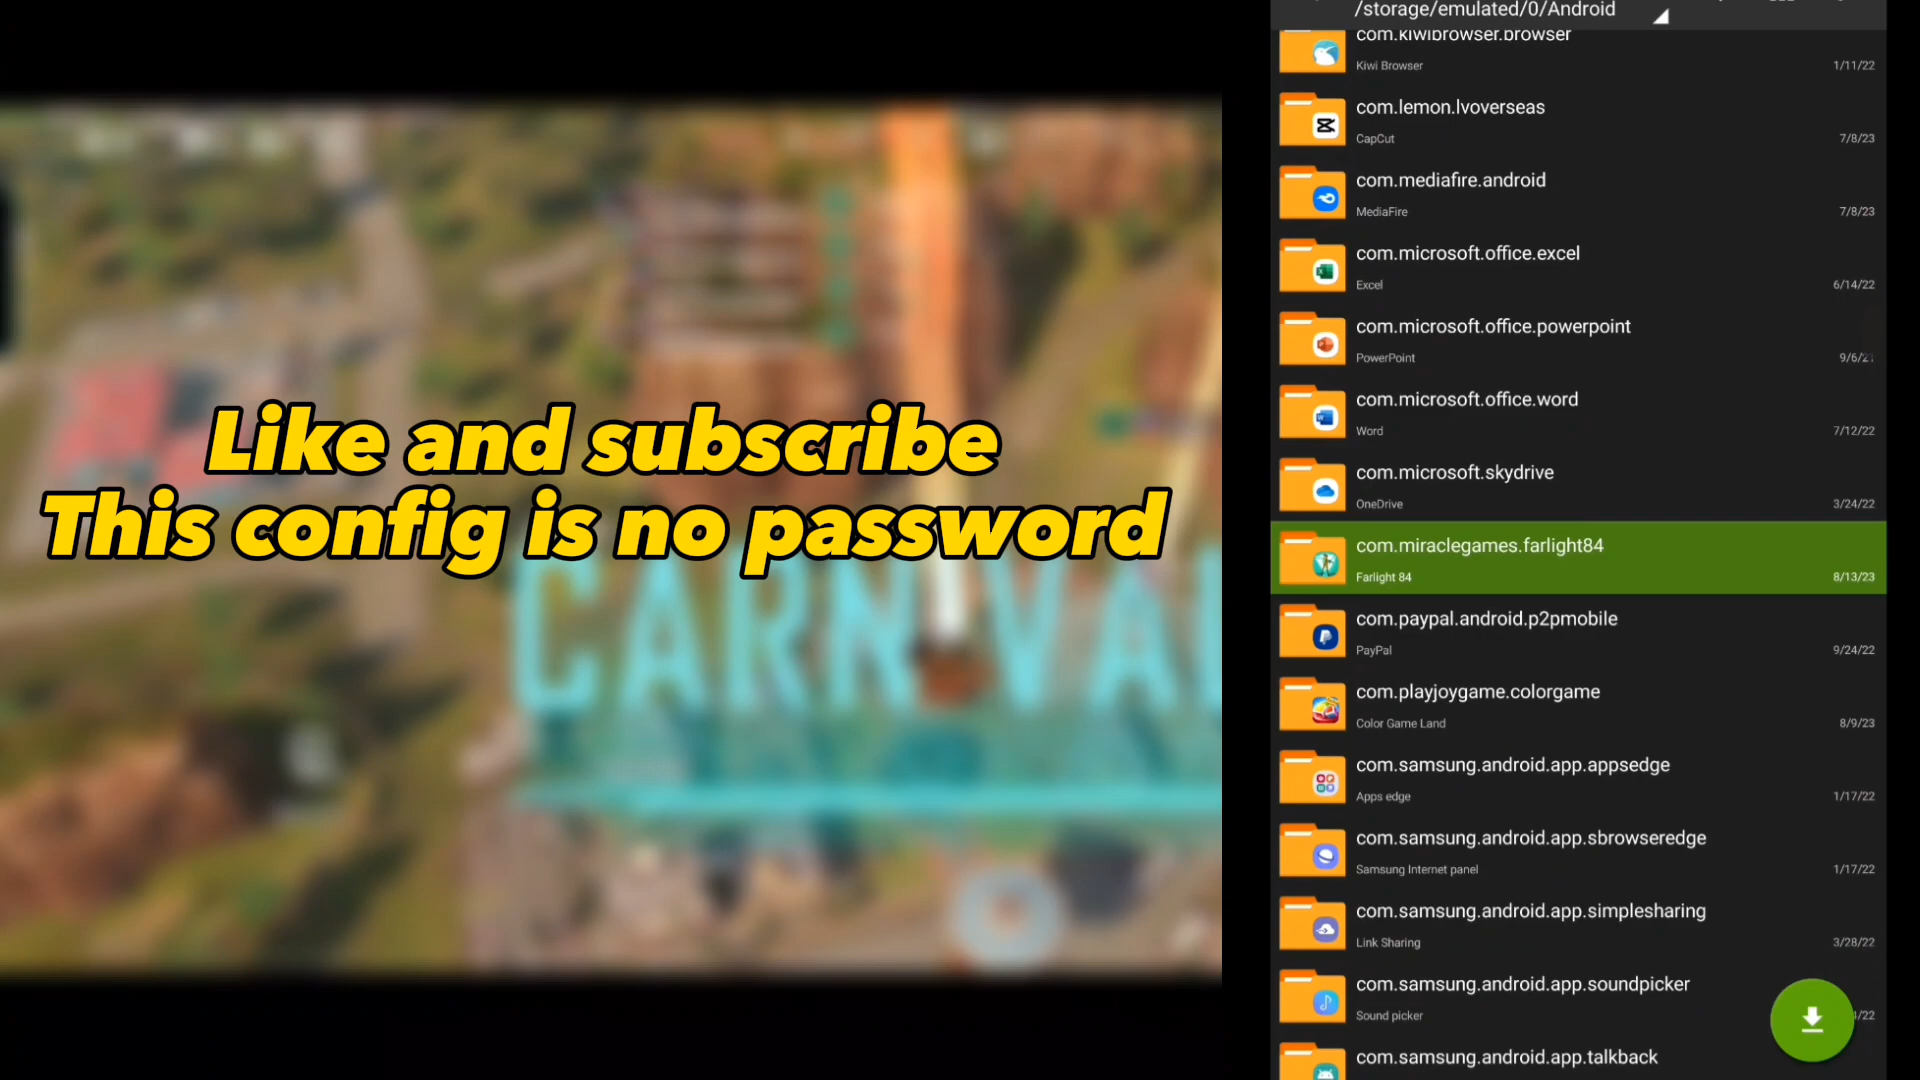 Like and subscribe
This config is no password
CARNIVAL
/storage/emulated/0/Android
com.kiwibrowser.browser
Kiwi Browser
1/11/22
com.lemon.lvoverseas
CapCut
7/8/23
com.mediafire.android
MediaFire
7/8/23
com.microsoft.office.excel
Excel
6/14/22
com.microsoft.office.powerpoint
PowerPoint
com.microsoft.office.word
Word
7/12/22
com.microsoft.skydrive
OneDrive
3/24/22
com.miraclegames.farlight84
Farlight 84
8/13/23
com.paypal.android.p2pmobile
PayPal
9/24/22
com.playjoygame.colorgame
Color Game Land
8/9/23
com.samsung.android.app.appsedge
Apps edge
1/17/22
com.samsung.android.app.sbrowseredge
Samsung Internet panel
1/17/22
com.samsung.android.app.simplesharing
Link Sharing
3/28/22
com.samsung.android.app.soundpicker
Sound picker
/22
com.samsung.android.app.talkback